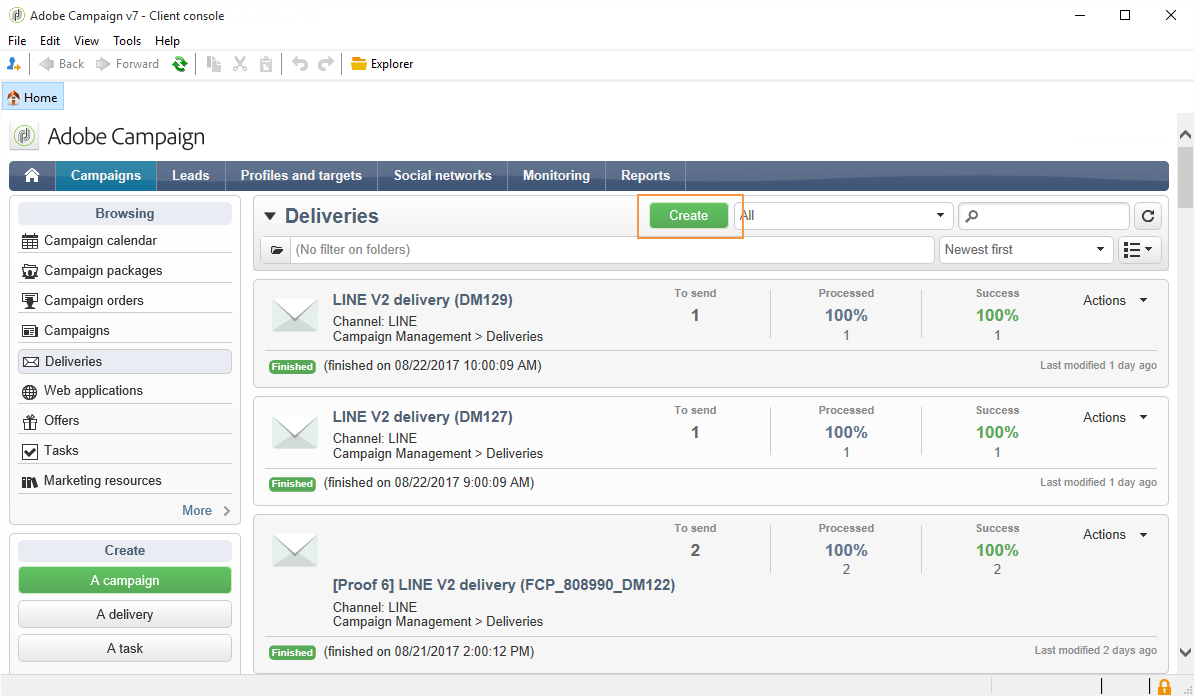 Adobe Campaign v7 - Client console
File Edit View Tools Help
Back Forward Explorer
Home
Adobe Campaign
Campaigns Leads Profiles and targets Social networks Monitoring Reports
Browsing
Campaign calendar
Campaign packages
Campaign orders
Campaigns
Deliveries
Web applications
Offers
Tasks
Marketing resources
More
Create
A campaign
A delivery
A task
Deliveries Create All
(No filter on folders) Newest first
LINE V2 delivery (DM129)
Channel: LINE
Campaign Management > Deliveries
To send
1
Processed
100%
1
Success
100%
1
Actions
Finished (finished on 08/22/2017 10:00:09 AM) Last modified 1 day ago
LINE V2 delivery (DM127)
Channel: LINE
Campaign Management > Deliveries
To send
1
Processed
100%
1
Success
100%
1
Actions
Finished (finished on 08/22/2017 9:00:09 AM) Last modified 1 day ago
To send
2
Processed
100%
2
Success
100%
2
Actions
[Proof 6] LINE V2 delivery (FCP_808990_DM122)
Channel: LINE
Campaign Management > Deliveries
Finished (finished on 08/21/2017 2:00:12 PM) Last modified 2 days ago